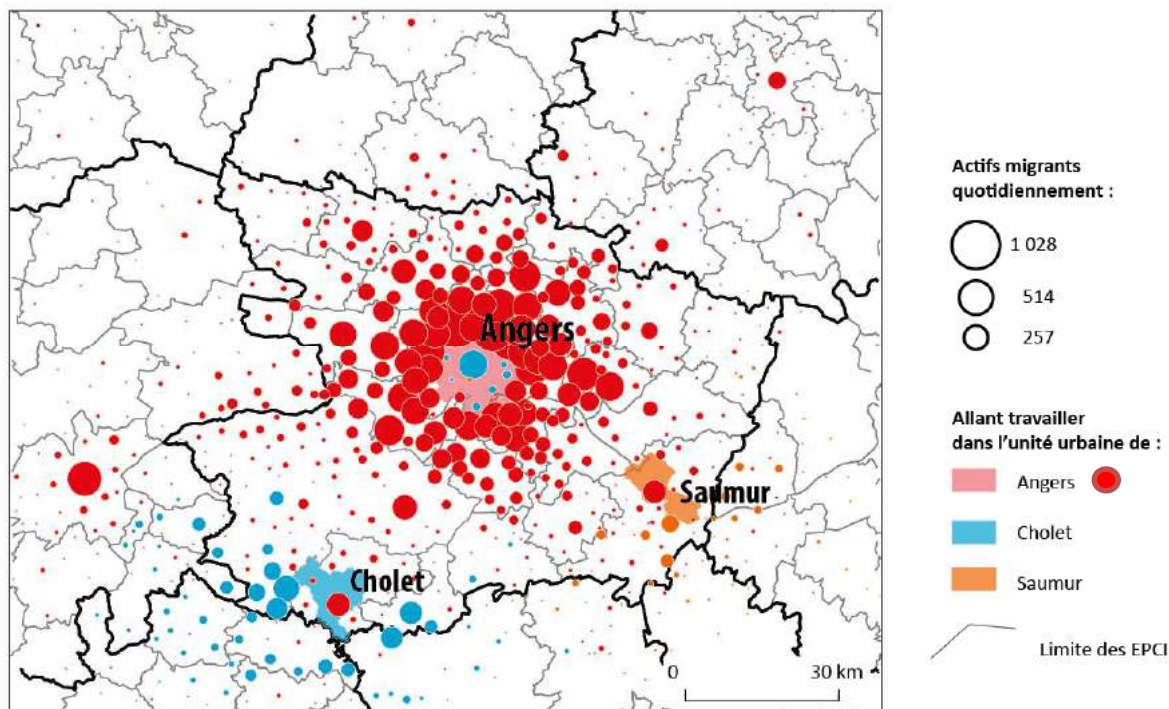 Angers
Saumur
Cholet
0 30 km
Actifs migrants
quotidiennement :
1 028
514
257
Allant travailler
dans l'unité urbaine de :
Angers
Cholet
Saumur
Limite des EPCI